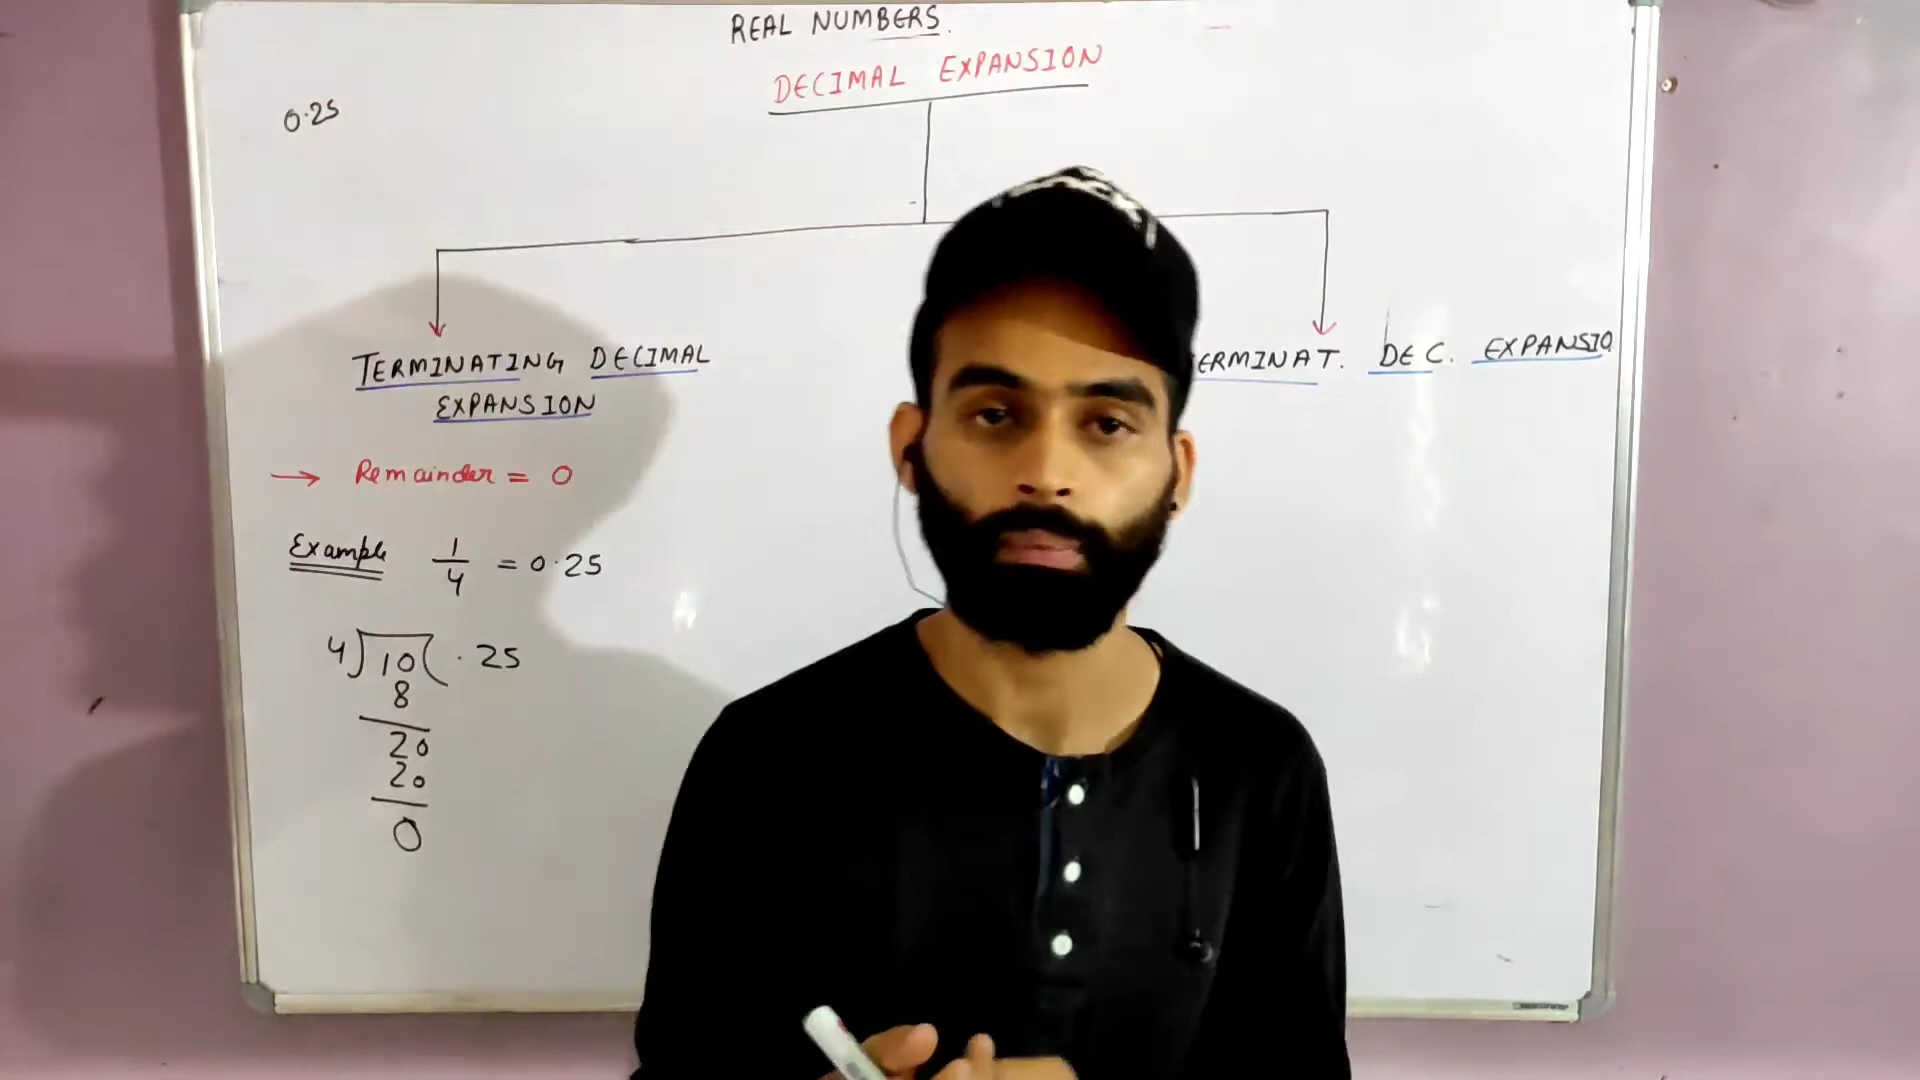 REAL NUMBERS.
DECIMAL EXPANSION
0.25
TERMINATING DECIMAL
EXPANSION
ERMINAT. DEC. EXPANSIO
→ Remainder = 0
Example 1/4 = 0.25
4)10(.25
8
20
20
0